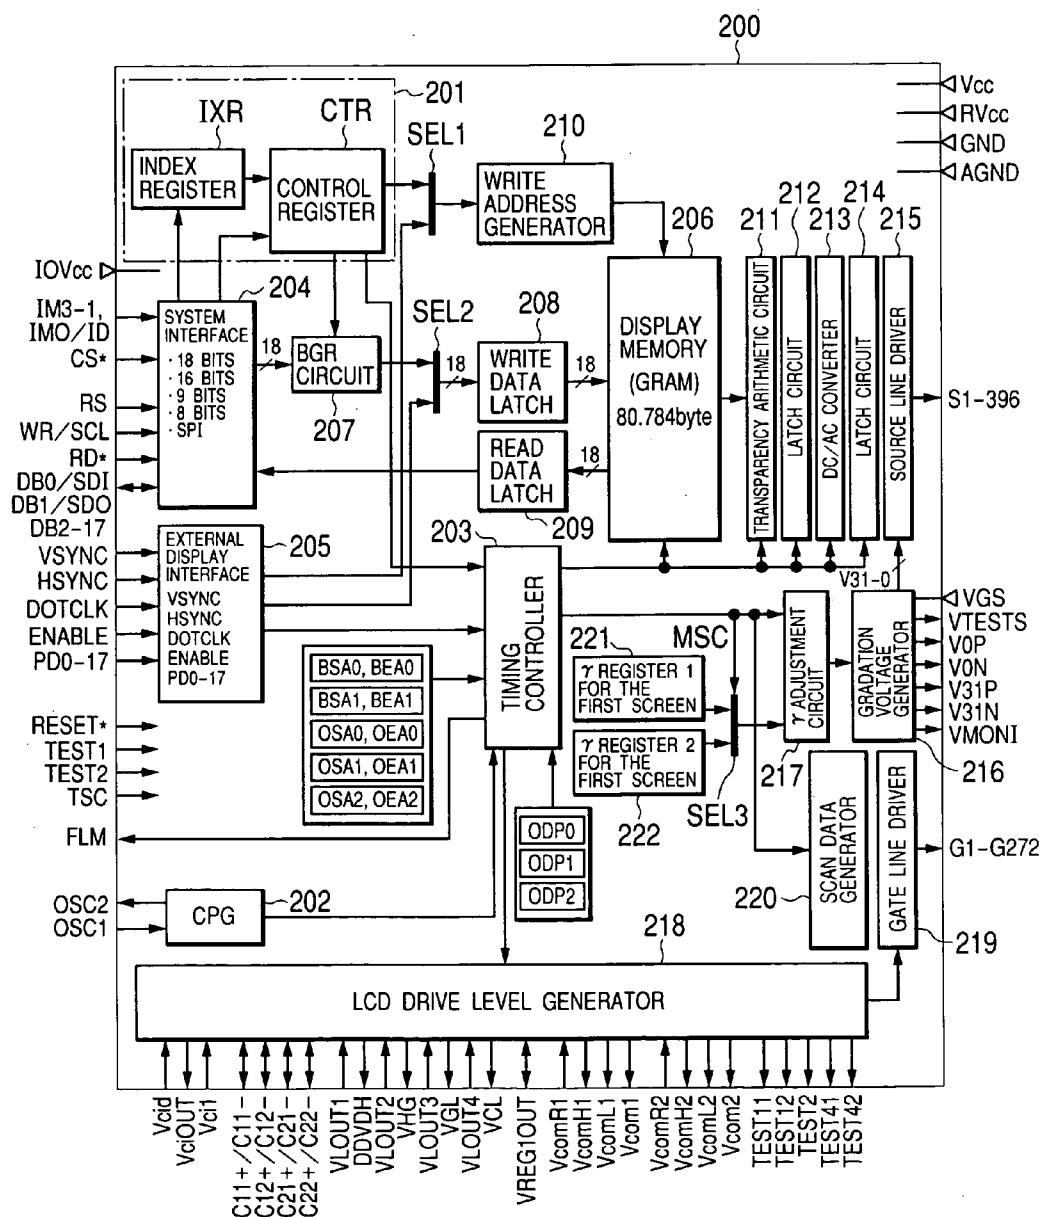 200
201
IXR
CTR
SEL1
210
Vcc
RVcc
GND
AGND
INDEX
REGISTER
CONTROL
REGISTER
WRITE
ADDRESS
GENERATOR
206
211
212
213
214
215
IOVcc
204
IM3-1,
IMO/ID
CS*
RS
WR/SCL
RD*
DB0/SDI
DB1/SDO
DB2-17
SYSTEM
INTERFACE
· 18 BITS
· 16 BITS
· 9 BITS
· 8 BITS
· SPI
18
BGR
CIRCUIT
207
SEL2
18
208
WRITE
DATA
LATCH
18
READ
DATA
LATCH
18
209
DISPLAY
MEMORY
(GRAM)
80.784byte
TRANSPARENCY ARITHMETIC CIRCUIT
LATCH CIRCUIT
DC/AC CONVERTER
LATCH CIRCUIT
SOURCE LINE DRIVER
S1-396
VSYNC
HSYNC
DOTCLK
ENABLE
PD0-17
205
EXTERNAL
DISPLAY
INTERFACE
VSYNC
HSYNC
DOTCLK
ENABLE
PD0-17
203
TIMING
CONTROLLER
V31-0
BSA0, BEA0
BSA1, BEA1
OSA0, OEA0
OSA1, OEA1
OSA2, OEA2
221
γ REGISTER 1
FOR THE
FIRST SCREEN
γ REGISTER 2
FOR THE
FIRST SCREEN
222
MSC
SEL3
γ ADJUSTMENT
CIRCUIT
217
GRADATION
VOLTAGE
GENERATOR
216
VGS
VTESTS
V0P
V0N
V31P
V31N
VMONI
RESET*
TEST1
TEST2
TSC
FLM
ODP0
ODP1
ODP2
SCAN DATA
GENERATOR
220
GATE LINE DRIVER
219
G1-G272
OSC2
OSC1
CPG
202
218
LCD DRIVE LEVEL GENERATOR
Vcid
VciOUT
Vci1
C11+/C11-
C12+/C12-
C21+/C21-
C22+/C22-
VLOUT1
DDVDH
VLOUT2
VHG
VLOUT3
VGL
VLOUT4
VCL
VREG1OUT
VcomR1
VcomH1
VcomL1
Vcom1
VcomR2
VcomH2
VcomL2
Vcom2
TEST11
TEST12
TEST2
TEST41
TEST42